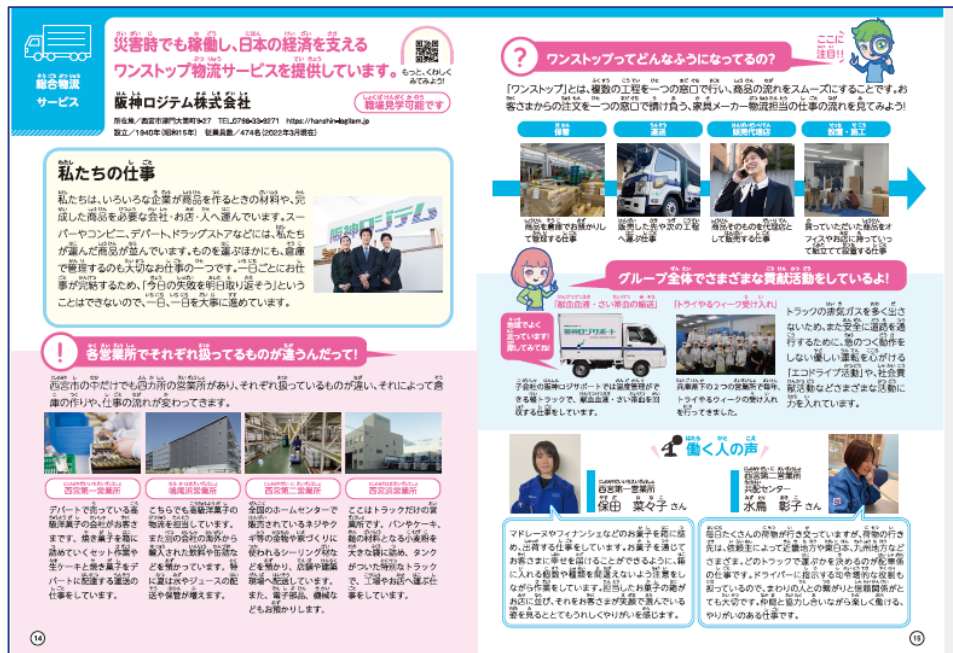 総合物流
サービス
災害時でも稼働し、日本の経済を支える
ワンストップ物流サービスを提供しています。
もっと、くわしく
みてみよう!
阪神ロジテム株式会社
職場見学可能です
所在地/西宮市津門大箇町9-27 TEL.0798-33-9271 https://hanshin-logitem.jp
設立/1940年(昭和15年) 従業員数/474名(2022年3月現在)
私たちの仕事
私たちは、いろいろな企業が商品を作るときの材料や、完
成した商品を必要な会社・お店・人へ運んでいます。スー
パーやコンビニ、デパート、ドラッグストアなどには、私たち
が運んだ商品が並んでいます。ものを運ぶほかにも、倉庫
で管理するのも大切なお仕事の一つです。一日ごとにお仕
事が完結するため、「今日の失敗を明日取り返そう」という
ことはできないので、一日、一日を大事に進めています。
阪神ロジテム
! 各営業所でそれぞれ扱ってるものが違うんだって!
西宮市の中だけでも四カ所の営業所があり、それぞれ扱っているものが違い、それによって倉
庫の作りや、仕事の流れが変わってきます。
西宮第一営業所
デパートで売っている高
級洋菓子の会社がお客さ
まです。焼き菓子を箱に
詰めていくセット作業や
生ケーキと焼き菓子をデ
パートに配達する運送の
仕事をしています。
鳴尾浜営業所
こちらでも高級洋菓子の
物流を担当しています。
また別の会社の海外から
輸入された飲料や缶詰な
どを預かっています。特
に夏は水やジュースの配
送や保管が増えます。
西宮第二営業所
全国のホームセンターで
販売されているネジやク
ギ等の金物や家づくりに
使われるシーリング材な
どを預かり、店舗や建築
現場へ配送しています。
また、電子部品、機械な
どもお預かりします。
西宮浜営業所
ここはトラックだけの営
業所です。パンやケーキ、
麺の材料となる小麦粉を
大きな袋に詰め、タンク
がついた特別なトラック
で、工場やお店へ運ぶ仕
事をしています。
14
? ワンストップってどんなふうになってるの?
ここに
注目!!
「ワンストップ」とは、複数の工程を一つの窓口で行い、商品の流れをスムーズにすることです。お
客さまからの注文を一つの窓口で請け負う、家具メーカー物流担当の仕事の流れを見てみよう!
保管
運送
販売代理店
設置・施工
商品を倉庫でお預かりし
て管理する仕事
販売した先や次の工程
へ運ぶ仕事
商品そのものを代理店と
して販売する仕事
買っていただいた商品をオ
フィスやお店に持っていっ
て組立てて設置する仕事
グループ全体でさまざまな貢献活動をしているよ!
地域でよく
走っています!
探してみてね!
「献血血液・さい帯血の輸送」
阪神ロジサポート
子会社の阪神ロジサポートでは温度管理がで
きる軽トラックで、献血血液・さい帯血を回
収する仕事をしています。
「トライやるウィーク受け入れ」
兵庫県下の2つの営業所で毎年、
トライやるウィークの受け入れ
を行ってきました。
トラックの排気ガスを多く出さ
ないため、また安全に道路を通
行するために、急のつく動作を
しない優しい運転を心がける
「エコドライブ活動」や、社会貢
献活動などさまざまな活動に
力を入れています。
働く人の声
西宮第一営業所
保田 菜々子さん
マドレーヌやフィナンシェなどのお菓子を箱に詰
め、出荷する仕事をしています。お菓子を通じて
お客さまに幸せを届けることができるように、箱
に入れる個数や種類を間違えないよう注意をし
ながら作業をしています。担当したお菓子の箱が
お店に並び、それをお客さまが笑顔で選んでいる
姿を見るととてもうれしくやりがいを感じます。
西宮第二営業所
共配センター
水島 彰子さん
毎日たくさんの荷物が行き交っていますが、荷物の行き
先は、依頼主によって近畿地方や東日本、九州地方など
さまざま。どのトラックで運ぶかを決めるのが配車係
の仕事です。ドライバーに指示する司令塔的な役割も
担っているので、まわりの人との繋がりと信頼関係がと
ても大切です。仲間と協力し合いながら楽しく働ける、
やりがいのある仕事です。
15